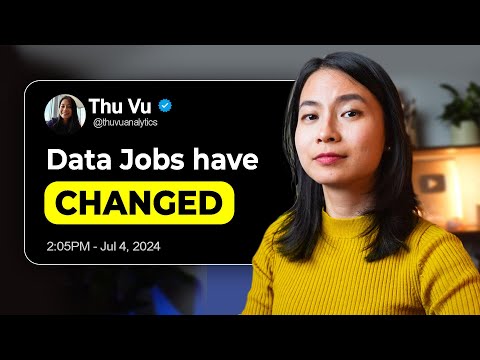 Thu Vu
@thuvuanalytics
Data Jobs have
CHANGED
2:05PM - Jul 4, 2024